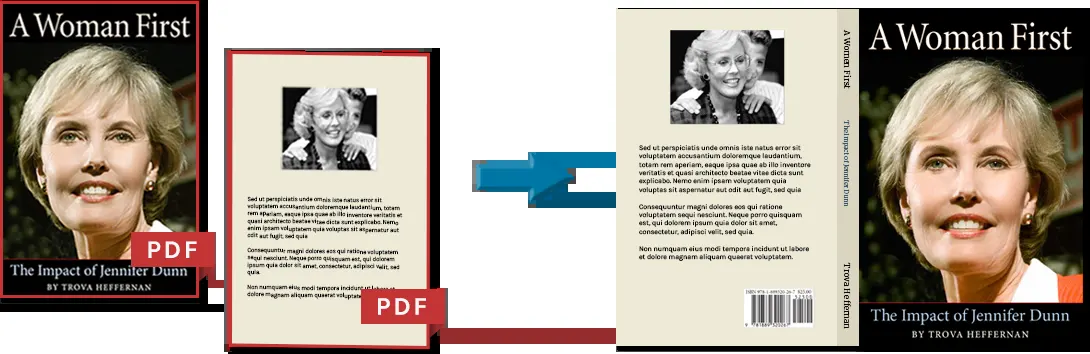 A Woman First
PDF
The Impact of Jennifer Dunn
BY TROVA HEFFERNAN
Sed ut perspiciatis unde omnis iste natus error sit
voluptatem accusantium doloremque laudantium, totam
rem aperiam, eaque ipsa quae ab illo inventore veritatis et
quasi architecto beatae vitae dicta sunt explicabo. Nemo
enim ipsam voluptatem quia voluptas sit aspernatur aut
odit aut fugit, sed quia
Consequuntur magni dolores eos qui ratione voluptatem
sequi nesciunt. Neque porro quisquam est, qui dolorem
ipsum quia dolor sit amet, consectetur, adipisci velit, sed
quia.
Non numquam eius modi tempora incidunt ut labore et
dolore magnam aliquam quaerat voluptatem.
PDF
Sed ut perspiciatis unde omnis iste natus error sit
voluptatem accusantium doloremque laudantium,
totam rem aperiam, eaque ipsa quae ab illo inventore
veritatis et quasi architecto beatae vitae dicta sunt
explicabo. Nemo enim ipsam voluptatem quia
voluptas sit aspernatur aut odit aut fugit, sed quia
Consequuntur magni dolores eos qui ratione
voluptatem sequi nesciunt. Neque porro quisquam
est, qui dolorem ipsum quia dolor sit amet,
consectetur, adipisci velit, sed quia.
Non numquam eius modi tempora incidunt ut labore
et dolore magnam aliquam quaerat voluptatem.
A Woman First
The Impact of Jennifer Dunn
Trova Heffernan
A Woman First
The Impact of Jennifer Dunn
BY TROVA HEFFERNAN